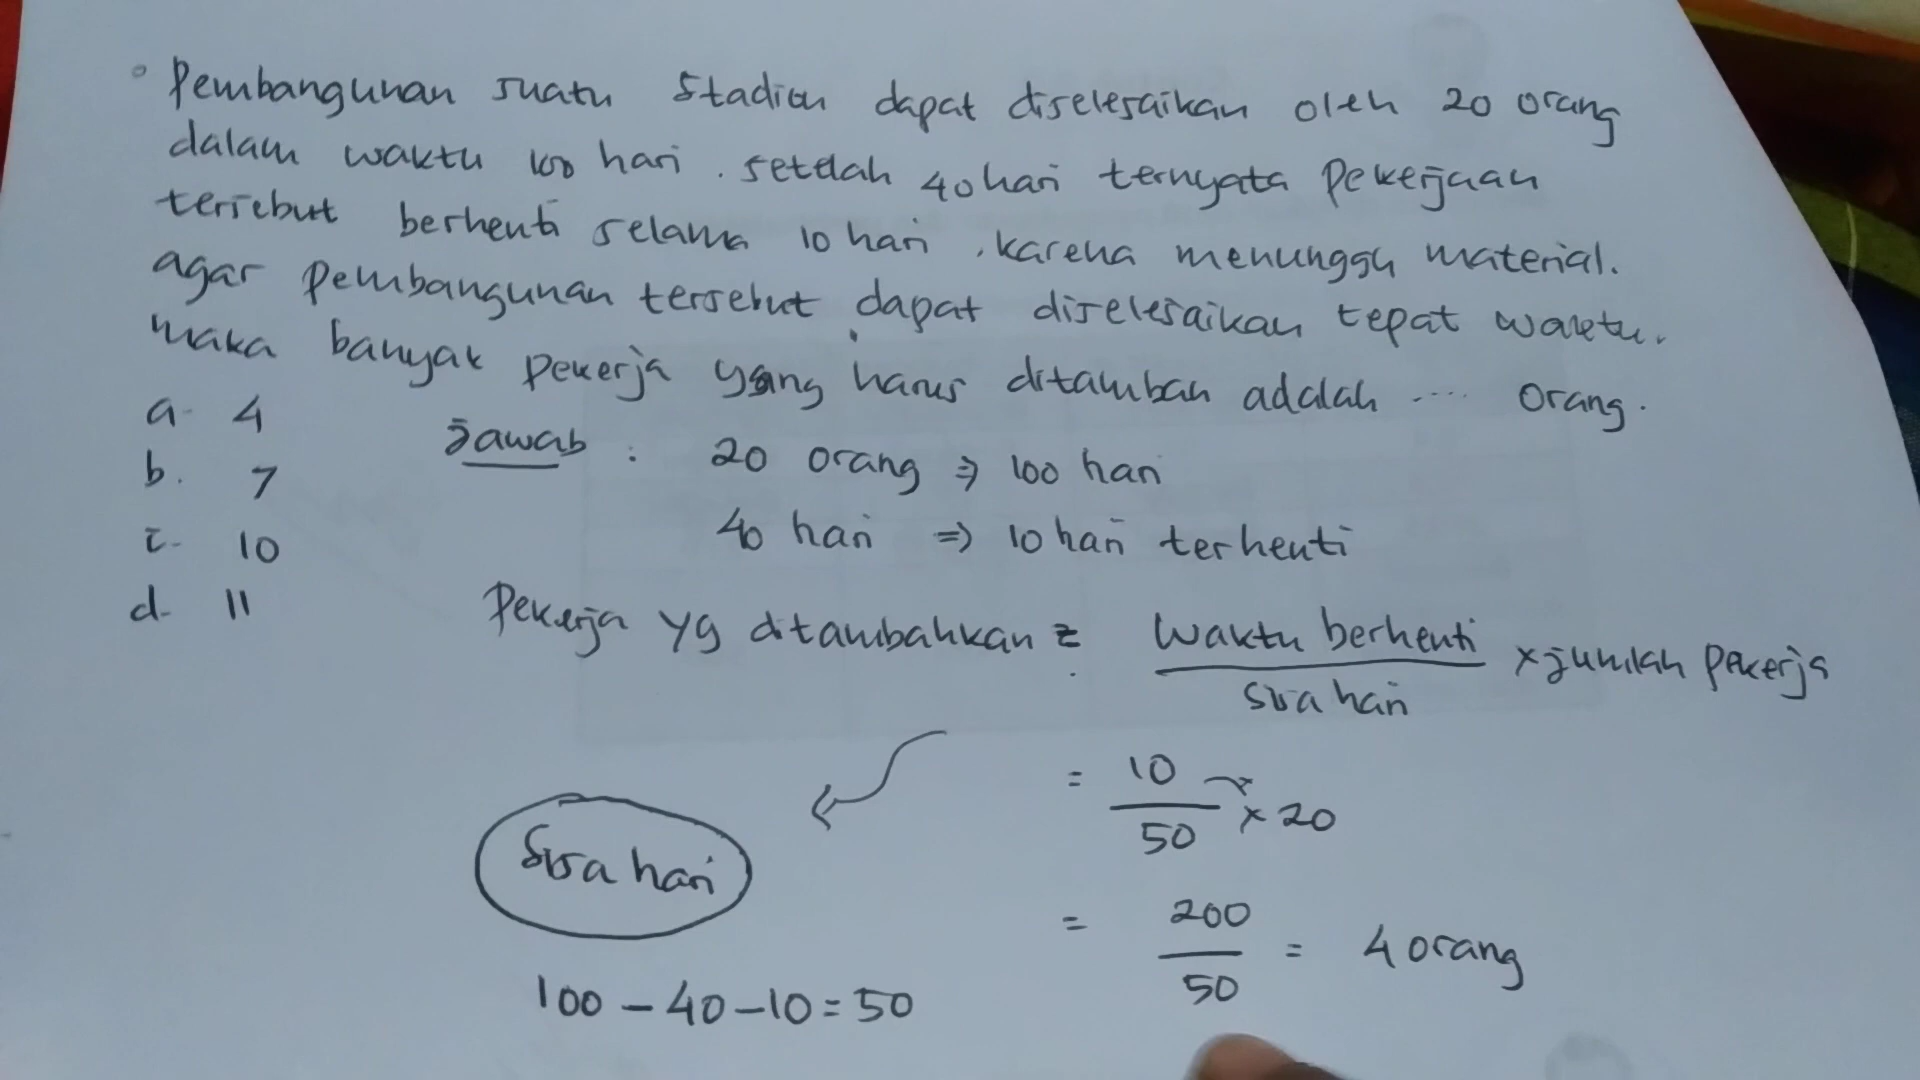 Pembangunan suatu Stadion dapat diselesaikan oleh 20 orang
dalam waktu 100 hari. setelah 40 hari ternyata pekerjaan
tersebut berhenti selama 10 hari, karena menunggu material.
agar pembangunan tersebut dapat diselesaikan tepat waktu.
maka banyak pekerja yang harus ditambah adalah .... orang.
a. 4
b. 7
c. 10
d. 11
Jawab : 20 orang ⇒ 100 hari
40 hari ⇒ 10 hari terhenti
Pekerja yg ditambahkan = Waktu berhenti / sisa hari × jumlah pekerja
= 10 / 50 × 20
= 200 / 50 = 4 orang
Sisa hari
100 - 40 - 10 = 50